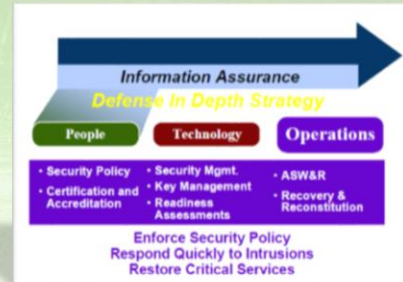 Information Assurance
Defense In Depth Strategy
People
Technology
Operations
• Security Policy
• Certification and
Accreditation
• Security Mgmt.
• Key Management
• Readiness
Assessments
• ASW&R
• Recovery &
Reconstitution
Enforce Security Policy
Respond Quickly to Intrusions
Restore Critical Services